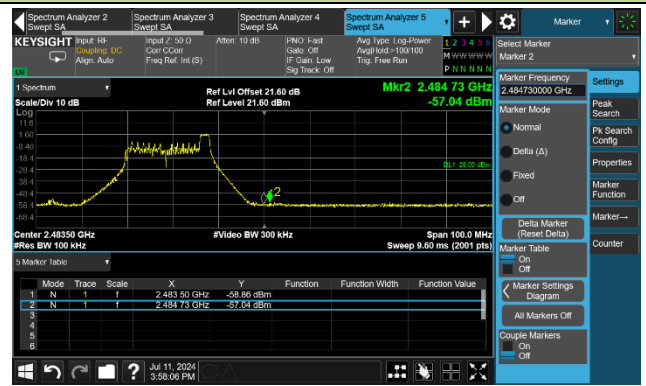 Spectrum Analyzer 2
Swept SA
Spectrum Analyzer 3
Swept SA
Spectrum Analyzer 4
Swept SA
Spectrum Analyzer 5
Swept SA
Marker
KEYSIGHT
Input: RF
Coupling: DC
Align: Auto
Input Z: 50 Ω
Corr CCorr
Freq Ref: Int (S)
Atten: 10 dB
PNO: Fast
Gate: Off
IF Gain: Low
Sig Track: Off
Avg Type: Log-Power
Avg|Hold:>100/100
Trig: Free Run
1 2 3 4 5 6
M W W W W W
P N N N N N
LXI
1 Spectrum
Scale/Div 10 dB
Ref Lvl Offset 21.60 dB
Ref Level 21.60 dBm
Mkr2 2.484 73 GHz
-57.04 dBm
Log
11.6
1.60
-8.40
-18.4
-28.4
-38.4
-48.4
-58.4
-68.4
DL1 -28.00 dBm
2
Center 2.48350 GHz
#Res BW 100 kHz
#Video BW 300 kHz
Span 100.0 MHz
Sweep 9.60 ms (2001 pts)
5 Marker Table
Mode Trace Scale X Y Function Function Width Function Value
1 N 1 f 2.483 50 GHz -58.86 dBm
2 N 1 f 2.484 73 GHz -57.04 dBm
3
4
5
6
Jul 11, 2024
3:58:06 PM
Select Marker
Marker 2
Marker Frequency
2.484730000 GHz
Marker Mode
Normal
Delta (Δ)
Fixed
Off
Delta Marker
(Reset Delta)
Marker Table
On
Off
Marker Settings
Diagram
All Markers Off
Couple Markers
On
Off
Settings
Peak
Search
Pk Search
Config
Properties
Marker
Function
Marker→
Counter